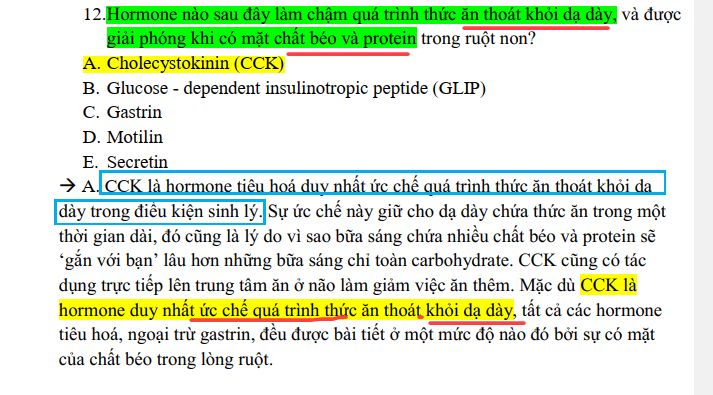 12.Hormone nào sau đây làm chậm quá trình thức ăn thoát khỏi dạ dày, và được
giải phóng khi có mặt chất béo và protein trong ruột non?
A. Cholecystokinin (CCK)
B. Glucose - dependent insulinotropic peptide (GLIP)
C. Gastrin
D. Motilin
E. Secretin
→ A. CCK là hormone tiêu hoá duy nhất ức chế quá trình thức ăn thoát khỏi dạ
dày trong điều kiện sinh lý. Sự ức chế này giữ cho dạ dày chứa thức ăn trong một
thời gian dài, đó cũng là lý do vì sao bữa sáng chứa nhiều chất béo và protein sẽ
‘gắn với bạn’ lâu hơn những bữa sáng chỉ toàn carbohydrate. CCK cũng có tác
dụng trực tiếp lên trung tâm ăn ở não làm giảm việc ăn thêm. Mặc dù CCK là
hormone duy nhất ức chế quá trình thức ăn thoát khỏi dạ dày, tất cả các hormone
tiêu hoá, ngoại trừ gastrin, đều được bài tiết ở một mức độ nào đó bởi sự có mặt
của chất béo trong lòng ruột.